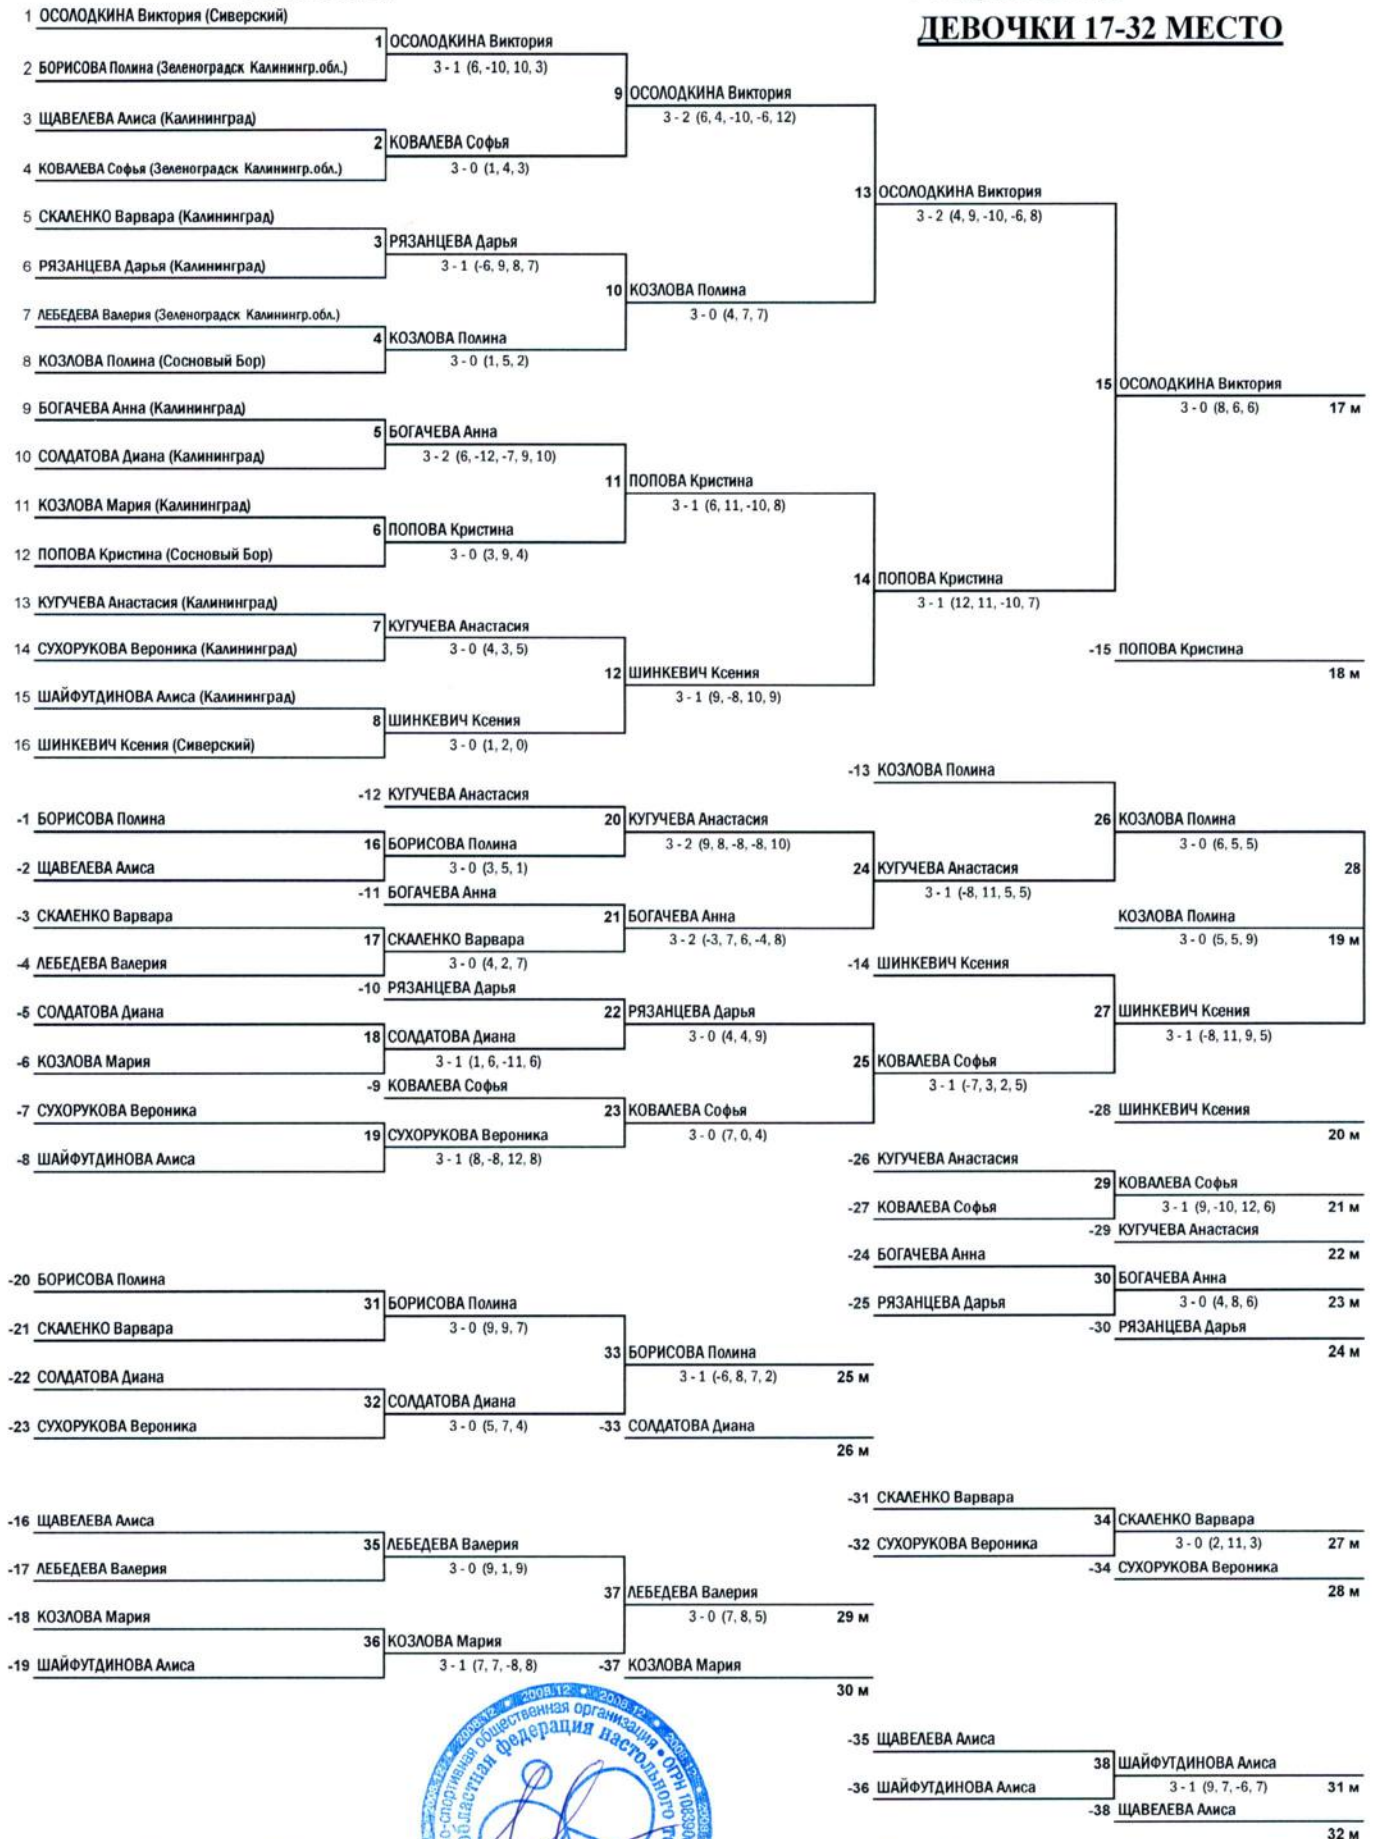 ДЕВОЧКИ 17-32 МЕСТО
1 ОСОЛОДКИНА Виктория (Сиверский)
1 ОСОЛОДКИНА Виктория
2 БОРИСОВА Полина (Зеленоградск Калинингр.обл.)
3 - 1 (6, -10, 10, 3)
9 ОСОЛОДКИНА Виктория
3 - 2 (6, 4, -10, -6, 12)
3 ЩАВЕЛЕВА Алиса (Калининград)
2 КОВАЛЕВА Софья
4 КОВАЛЕВА Софья (Зеленоградск Калинингр.обл.)
3 - 0 (1, 4, 3)
13 ОСОЛОДКИНА Виктория
3 - 2 (4, 9, -10, -6, 8)
5 СКАЛЕНКО Варвара (Калининград)
3 РЯЗАНЦЕВА Дарья
6 РЯЗАНЦЕВА Дарья (Калининград)
3 - 1 (-6, 9, 8, 7)
10 КОЗЛОВА Полина
3 - 0 (4, 7, 7)
7 ЛЕБЕДЕВА Валерия (Зеленоградск Калинингр.обл.)
4 КОЗЛОВА Полина
8 КОЗЛОВА Полина (Сосновый Бор)
3 - 0 (1, 5, 2)
15 ОСОЛОДКИНА Виктория
3 - 0 (8, 6, 6) 17 м
9 БОГАЧЕВА Анна (Калининград)
5 БОГАЧЕВА Анна
10 СОЛДАТОВА Диана (Калининград)
3 - 2 (6, -12, -7, 9, 10)
11 ПОПОВА Кристина
3 - 1 (6, 11, -10, 8)
11 КОЗЛОВА Мария (Калининград)
6 ПОПОВА Кристина
12 ПОПОВА Кристина (Сосновый Бор)
3 - 0 (3, 9, 4)
14 ПОПОВА Кристина
3 - 1 (12, 11, -10, 7)
13 КУГУЧЕВА Анастасия (Калининград)
7 КУГУЧЕВА Анастасия
14 СУХОРУКОВА Вероника (Калининград)
3 - 0 (4, 3, 5)
-15 ПОПОВА Кристина
18 м
12 ШИНКЕВИЧ Ксения
3 - 1 (9, -8, 10, 9)
15 ШАЙФУТДИНОВА Алиса (Калининград)
8 ШИНКЕВИЧ Ксения
16 ШИНКЕВИЧ Ксения (Сиверский)
3 - 0 (1, 2, 0)
-13 КОЗЛОВА Полина
-12 КУГУЧЕВА Анастасия
-1 БОРИСОВА Полина
20 КУГУЧЕВА Анастасия
26 КОЗЛОВА Полина
16 БОРИСОВА Полина
3 - 2 (9, 8, -8, -8, 10)
3 - 0 (6, 5, 5)
-2 ЩАВЕЛЕВА Алиса
3 - 0 (3, 5, 1)
24 КУГУЧЕВА Анастасия
28
-11 БОГАЧЕВА Анна
3 - 1 (-8, 11, 5, 5)
-3 СКАЛЕНКО Варвара
21 БОГАЧЕВА Анна
КОЗЛОВА Полина
17 СКАЛЕНКО Варвара
3 - 2 (-3, 7, 6, -4, 8)
3 - 0 (5, 5, 9) 19 м
-4 ЛЕБЕДЕВА Валерия
3 - 0 (4, 2, 7)
-14 ШИНКЕВИЧ Ксения
-10 РЯЗАНЦЕВА Дарья
-5 СОЛДАТОВА Диана
22 РЯЗАНЦЕВА Дарья
27 ШИНКЕВИЧ Ксения
18 СОЛДАТОВА Диана
3 - 0 (4, 4, 9)
3 - 1 (-8, 11, 9, 5)
-6 КОЗЛОВА Мария
3 - 1 (1, 6, -11, 6)
25 КОВАЛЕВА Софья
-9 КОВАЛЕВА Софья
3 - 1 (-7, 3, 2, 5)
-7 СУХОРУКОВА Вероника
23 КОВАЛЕВА Софья
-28 ШИНКЕВИЧ Ксения
19 СУХОРУКОВА Вероника
3 - 0 (7, 0, 4)
20 м
-8 ШАЙФУТДИНОВА Алиса
3 - 1 (8, -8, 12, 8)
-26 КУГУЧЕВА Анастасия
29 КОВАЛЕВА Софья
-27 КОВАЛЕВА Софья
3 - 1 (9, -10, 12, 6) 21 м
-29 КУГУЧЕВА Анастасия
22 м
-24 БОГАЧЕВА Анна
30 БОГАЧЕВА Анна
-25 РЯЗАНЦЕВА Дарья
3 - 0 (4, 8, 6) 23 м
-30 РЯЗАНЦЕВА Дарья
24 м
-20 БОРИСОВА Полина
31 БОРИСОВА Полина
-21 СКАЛЕНКО Варвара
3 - 0 (9, 9, 7)
33 БОРИСОВА Полина
3 - 1 (-6, 8, 7, 2) 25 м
-22 СОЛДАТОВА Диана
32 СОЛДАТОВА Диана
-23 СУХОРУКОВА Вероника
3 - 0 (5, 7, 4)
-33 СОЛДАТОВА Диана
26 м
-31 СКАЛЕНКО Варвара
34 СКАЛЕНКО Варвара
-32 СУХОРУКОВА Вероника
3 - 0 (2, 11, 3) 27 м
-34 СУХОРУКОВА Вероника
28 м
-16 ЩАВЕЛЕВА Алиса
35 ЛЕБЕДЕВА Валерия
-17 ЛЕБЕДЕВА Валерия
3 - 0 (9, 1, 9)
37 ЛЕБЕДЕВА Валерия
3 - 0 (7, 8, 5) 29 м
-18 КОЗЛОВА Мария
36 КОЗЛОВА Мария
-19 ШАЙФУТДИНОВА Алиса
3 - 1 (7, 7, -8, 8)
-37 КОЗЛОВА Мария
30 м
-35 ЩАВЕЛЕВА Алиса
38 ШАЙФУТДИНОВА Алиса
-36 ШАЙФУТДИНОВА Алиса
3 - 1 (9, 7, -6, 7) 31 м
-38 ЩАВЕЛЕВА Алиса
32 м
2008.12 2008.12
общественная организация ОГРН
федерация настольного